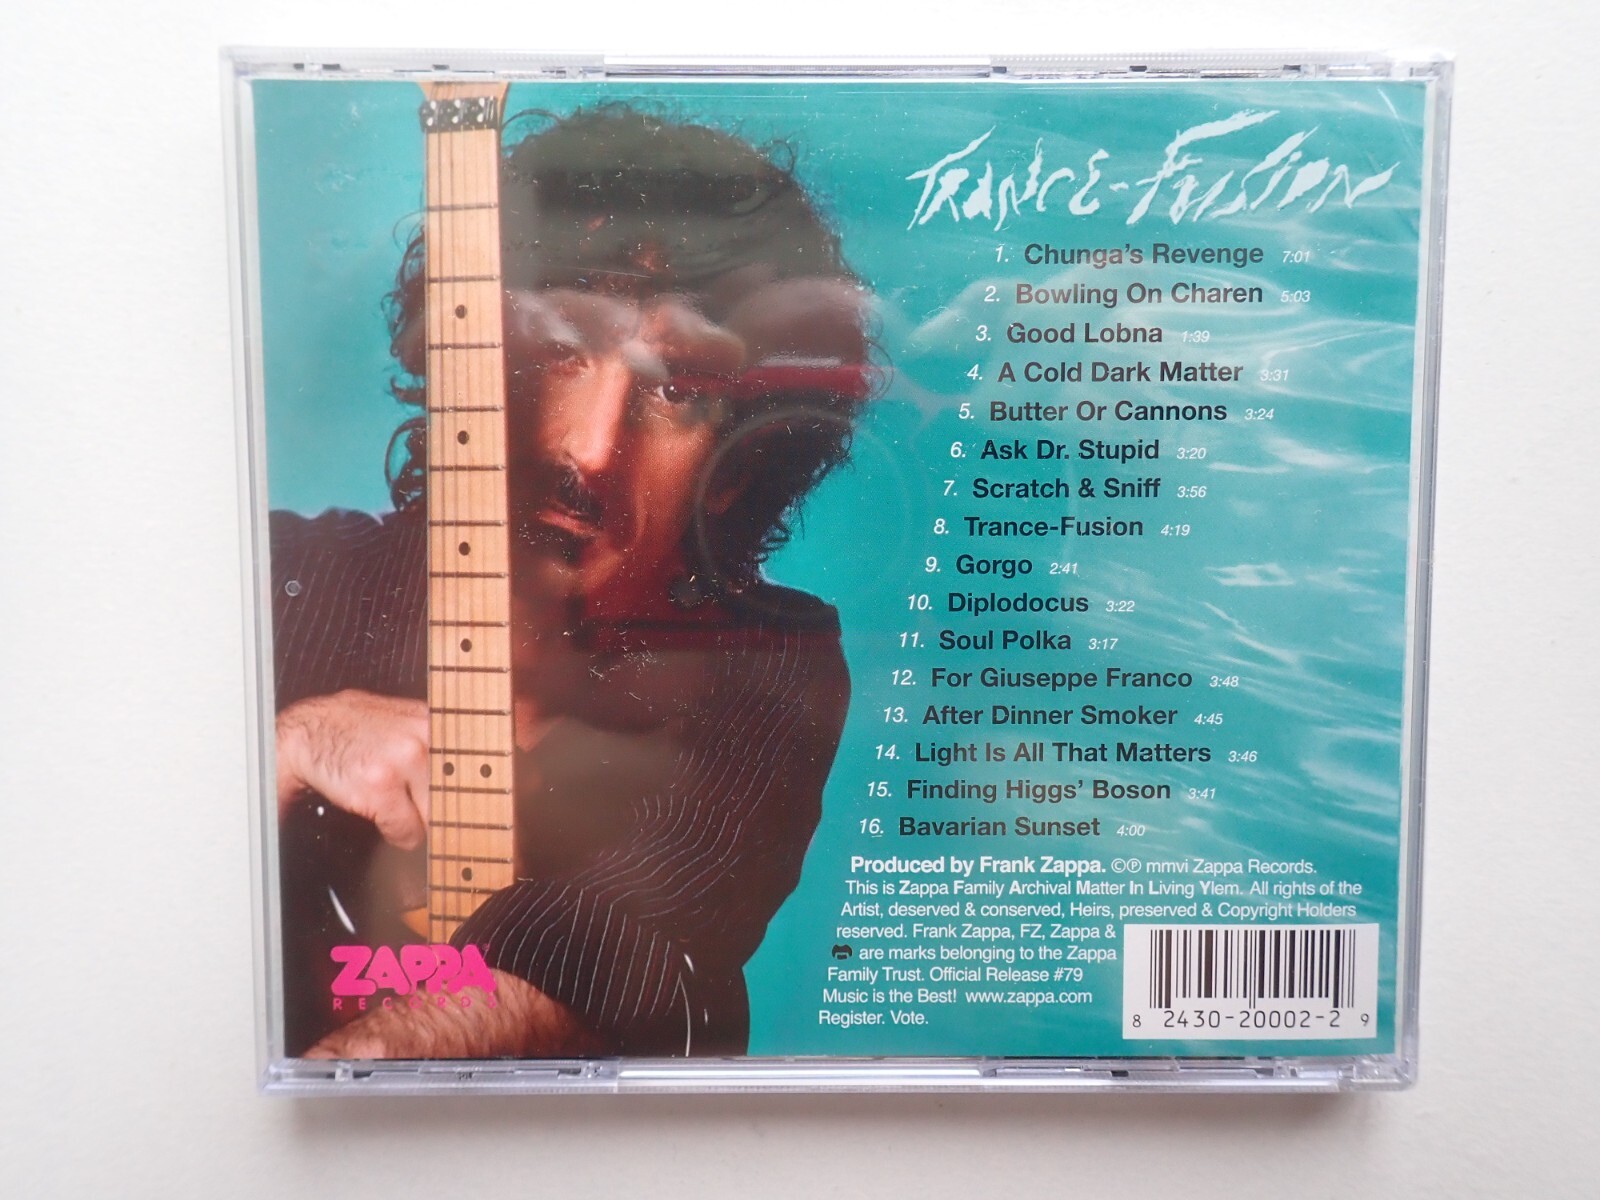 TRANCE-FUSION
1. Chunga's Revenge 7:01
2. Bowling On Charen 5:03
3. Good Lobna 1:39
4. A Cold Dark Matter 3:31
5. Butter Or Cannons 3:24
6. Ask Dr. Stupid 3:20
7. Scratch & Sniff 3:56
8. Trance-Fusion 4:19
9. Gorgo 2:41
10. Diplodocus 3:22
11. Soul Polka 3:17
12. For Giuseppe Franco 3:48
13. After Dinner Smoker 4:45
14. Light Is All That Matters 3:46
15. Finding Higgs' Boson 3:41
16. Bavarian Sunset 4:00
Produced by Frank Zappa. ©℗ mmvi Zappa Records.
This is Zappa Family Archival Matter In Living Ylem. All rights of the
Artist, deserved & conserved, Heirs, preserved & Copyright Holders
reserved. Frank Zappa, FZ, Zappa &
are marks belonging to the Zappa
Family Trust. Official Release #79
Music is the Best! www.zappa.com
Register. Vote.
8 2430-20002-2 9
ZAPPA
RECORDS